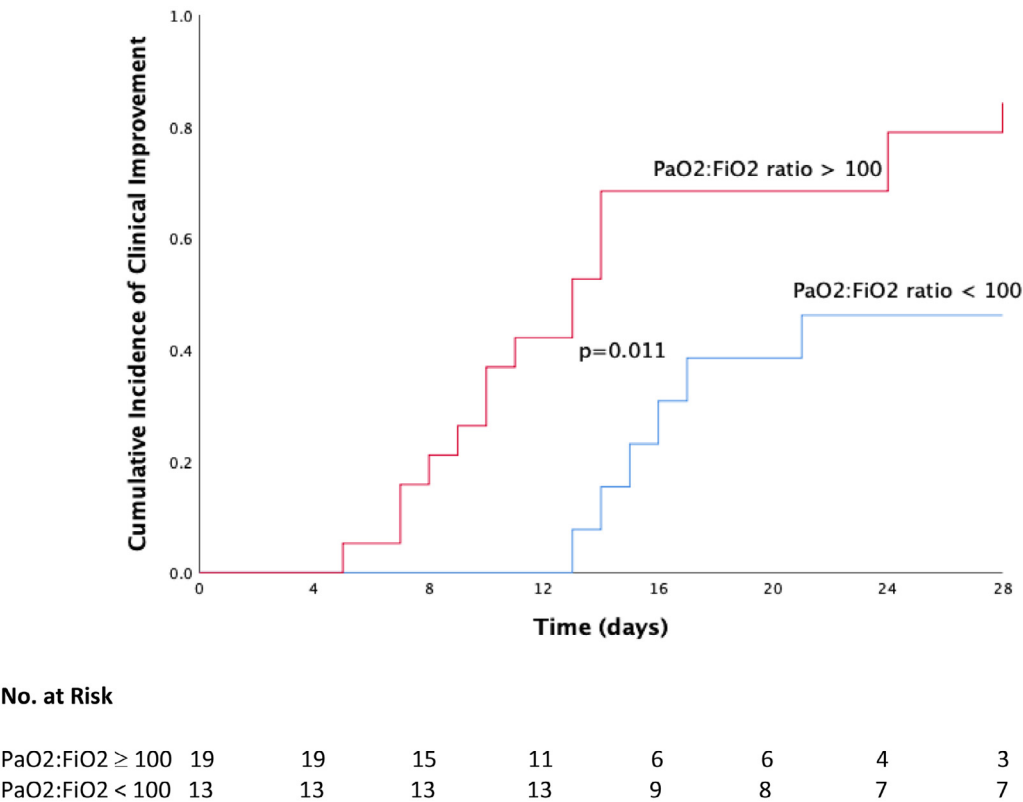 Cumulative Incidence of Clinical Improvement
1.0
0.8
0.6
0.4
0.2
0.0
PaO2:FiO2 ratio > 100
PaO2:FiO2 ratio < 100
p=0.011
0 4 8 12 16 20 24 28
Time (days)
No. at Risk
PaO2:FiO2 ≥ 100 19 19 15 11 6 6 4 3
PaO2:FiO2 < 100 13 13 13 13 9 8 7 7